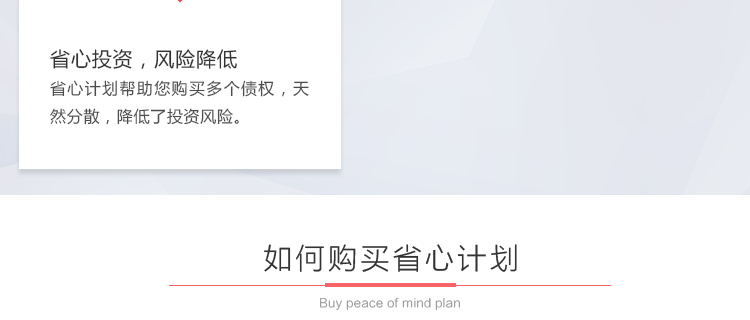 省心投资，风险降低
省心计划帮助您购买多个债权，天
然分散，降低了投资风险。
如何购买省心计划
Buy peace of mind plan